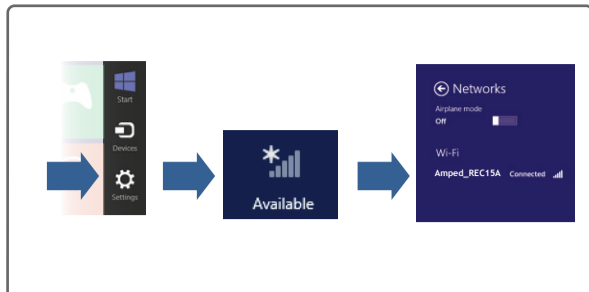 Start
Devices
Settings
Available
Networks
Airplane mode
Off
Wi-Fi
Amped_REC15A Connected